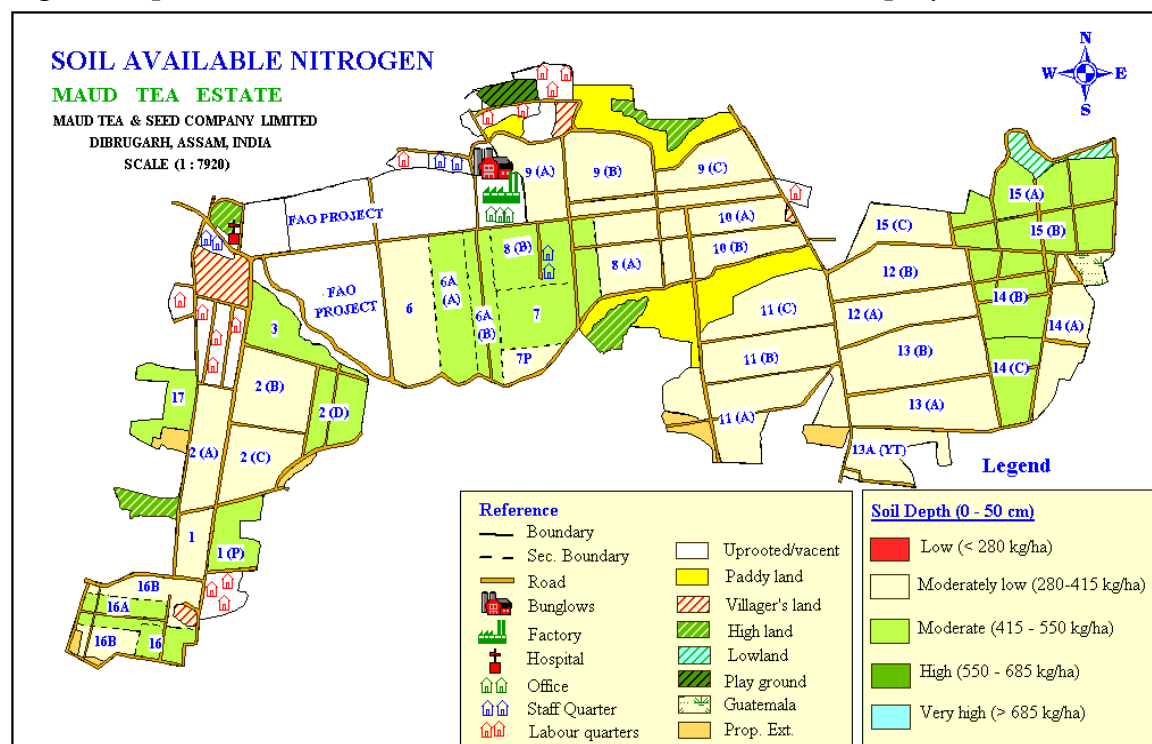 SOIL AVAILABLE NITROGEN
MAUD TEA ESTATE
MAUD TEA & SEED COMPANY LIMITED
DIBRUGARH, ASSAM, INDIA
SCALE (1 : 7920)
N
W
E
S
9 (A)
9 (B)
9 (C)
15 (A)
FAO PROJECT
10 (A)
15 (C)
15 (B)
8 (B)
10 (B)
8 (A)
12 (B)
6A
(A)
FAO
PROJECT
6
14 (B)
11 (C)
12 (A)
14 (A)
3
6A
(B)
7
13 (B)
7P
11 (B)
14 (C)
2 (B)
17
13 (A)
2 (D)
11 (A)
2 (A)
2 (C)
13A (YT)
1
1 (P)
16B
16A
16B
16
Legend
Reference
Boundary
Sec. Boundary
Road
Bunglows
Factory
Hospital
Office
Staff Quarter
Labour quarters
Uprooted/vacent
Paddy land
Villager's land
High land
Lowland
Play ground
Guatemala
Prop. Ext.
Soil Depth (0 - 50 cm)
Low (< 280 kg/ha)
Moderately low (280-415 kg/ha)
Moderate (415 - 550 kg/ha)
High (550 - 685 kg/ha)
Very high (> 685 kg/ha)